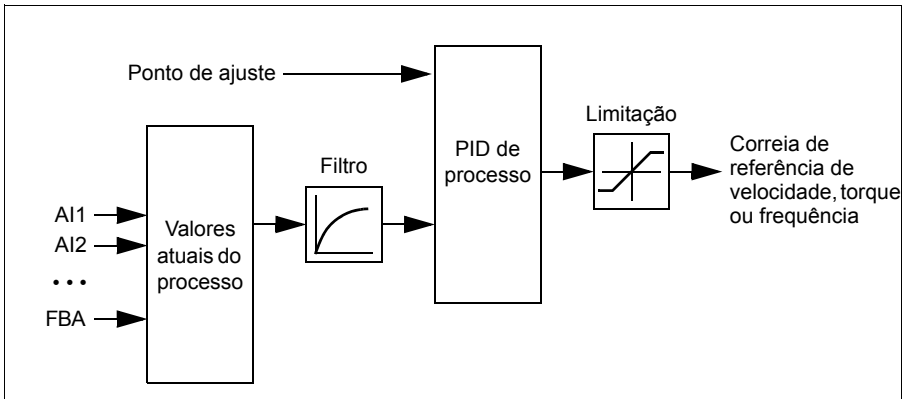 Ponto de ajuste
AI1
AI2
• • •
FBA
Valores
atuais do
processo
Filtro
PID de
processo
Limitação
Correia de
referência de
velocidade, torque
ou frequência